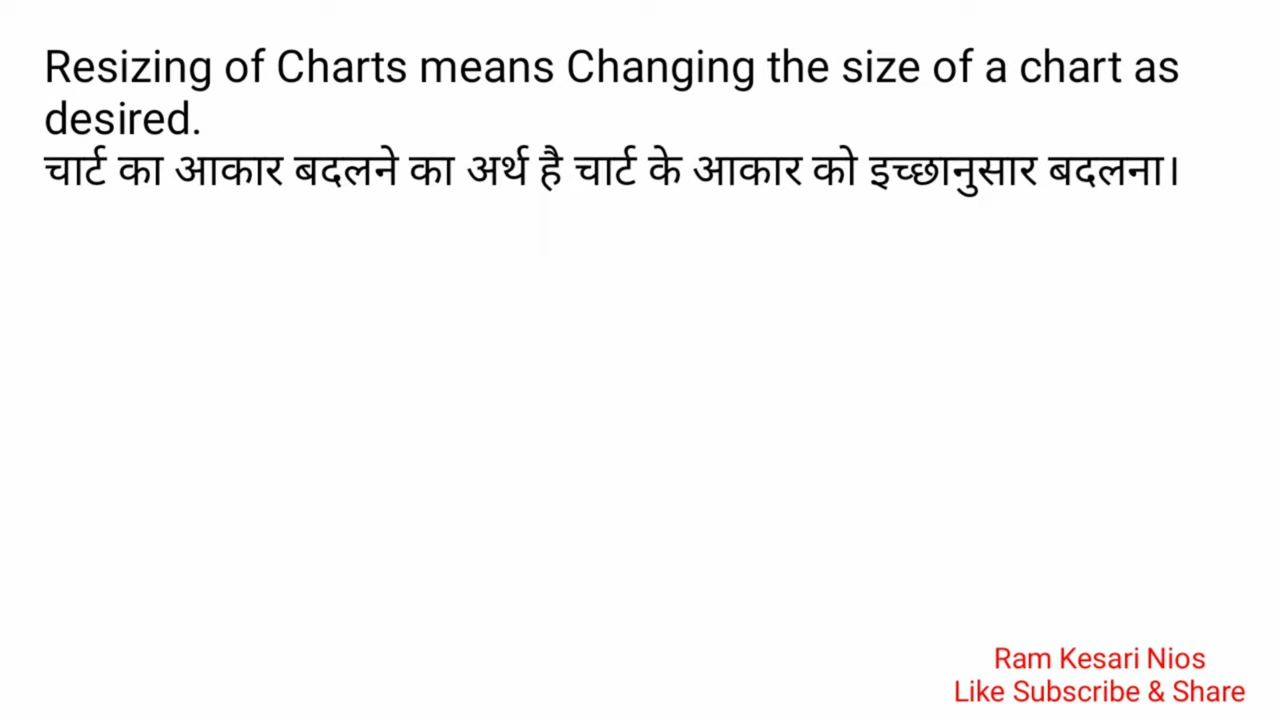 Resizing of Charts means Changing the size of a chart as
desired.
चार्ट का आकार बदलने का अर्थ है चार्ट के आकार को इच्छानुसार बदलना।
Ram Kesari Nios
Like Subscribe & Share